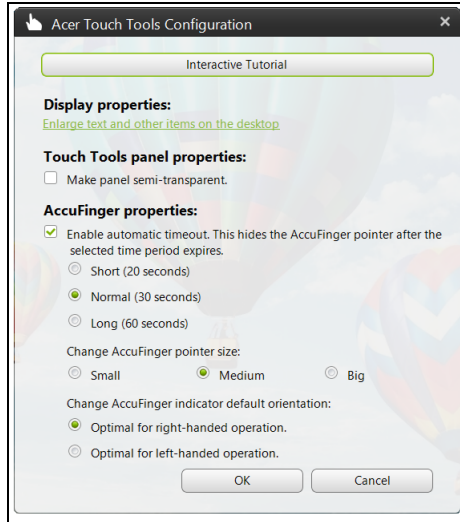 Acer Touch Tools Configuration
Interactive Tutorial
Display properties:
Enlarge text and other items on the desktop
Touch Tools panel properties:
Make panel semi-transparent.
AccuFinger properties:
Enable automatic timeout. This hides the AccuFinger pointer after the
selected time period expires.
Short (20 seconds)
Normal (30 seconds)
Long (60 seconds)
Change AccuFinger pointer size:
Small Medium Big
Change AccuFinger indicator default orientation:
Optimal for right-handed operation.
Optimal for left-handed operation.
OK Cancel